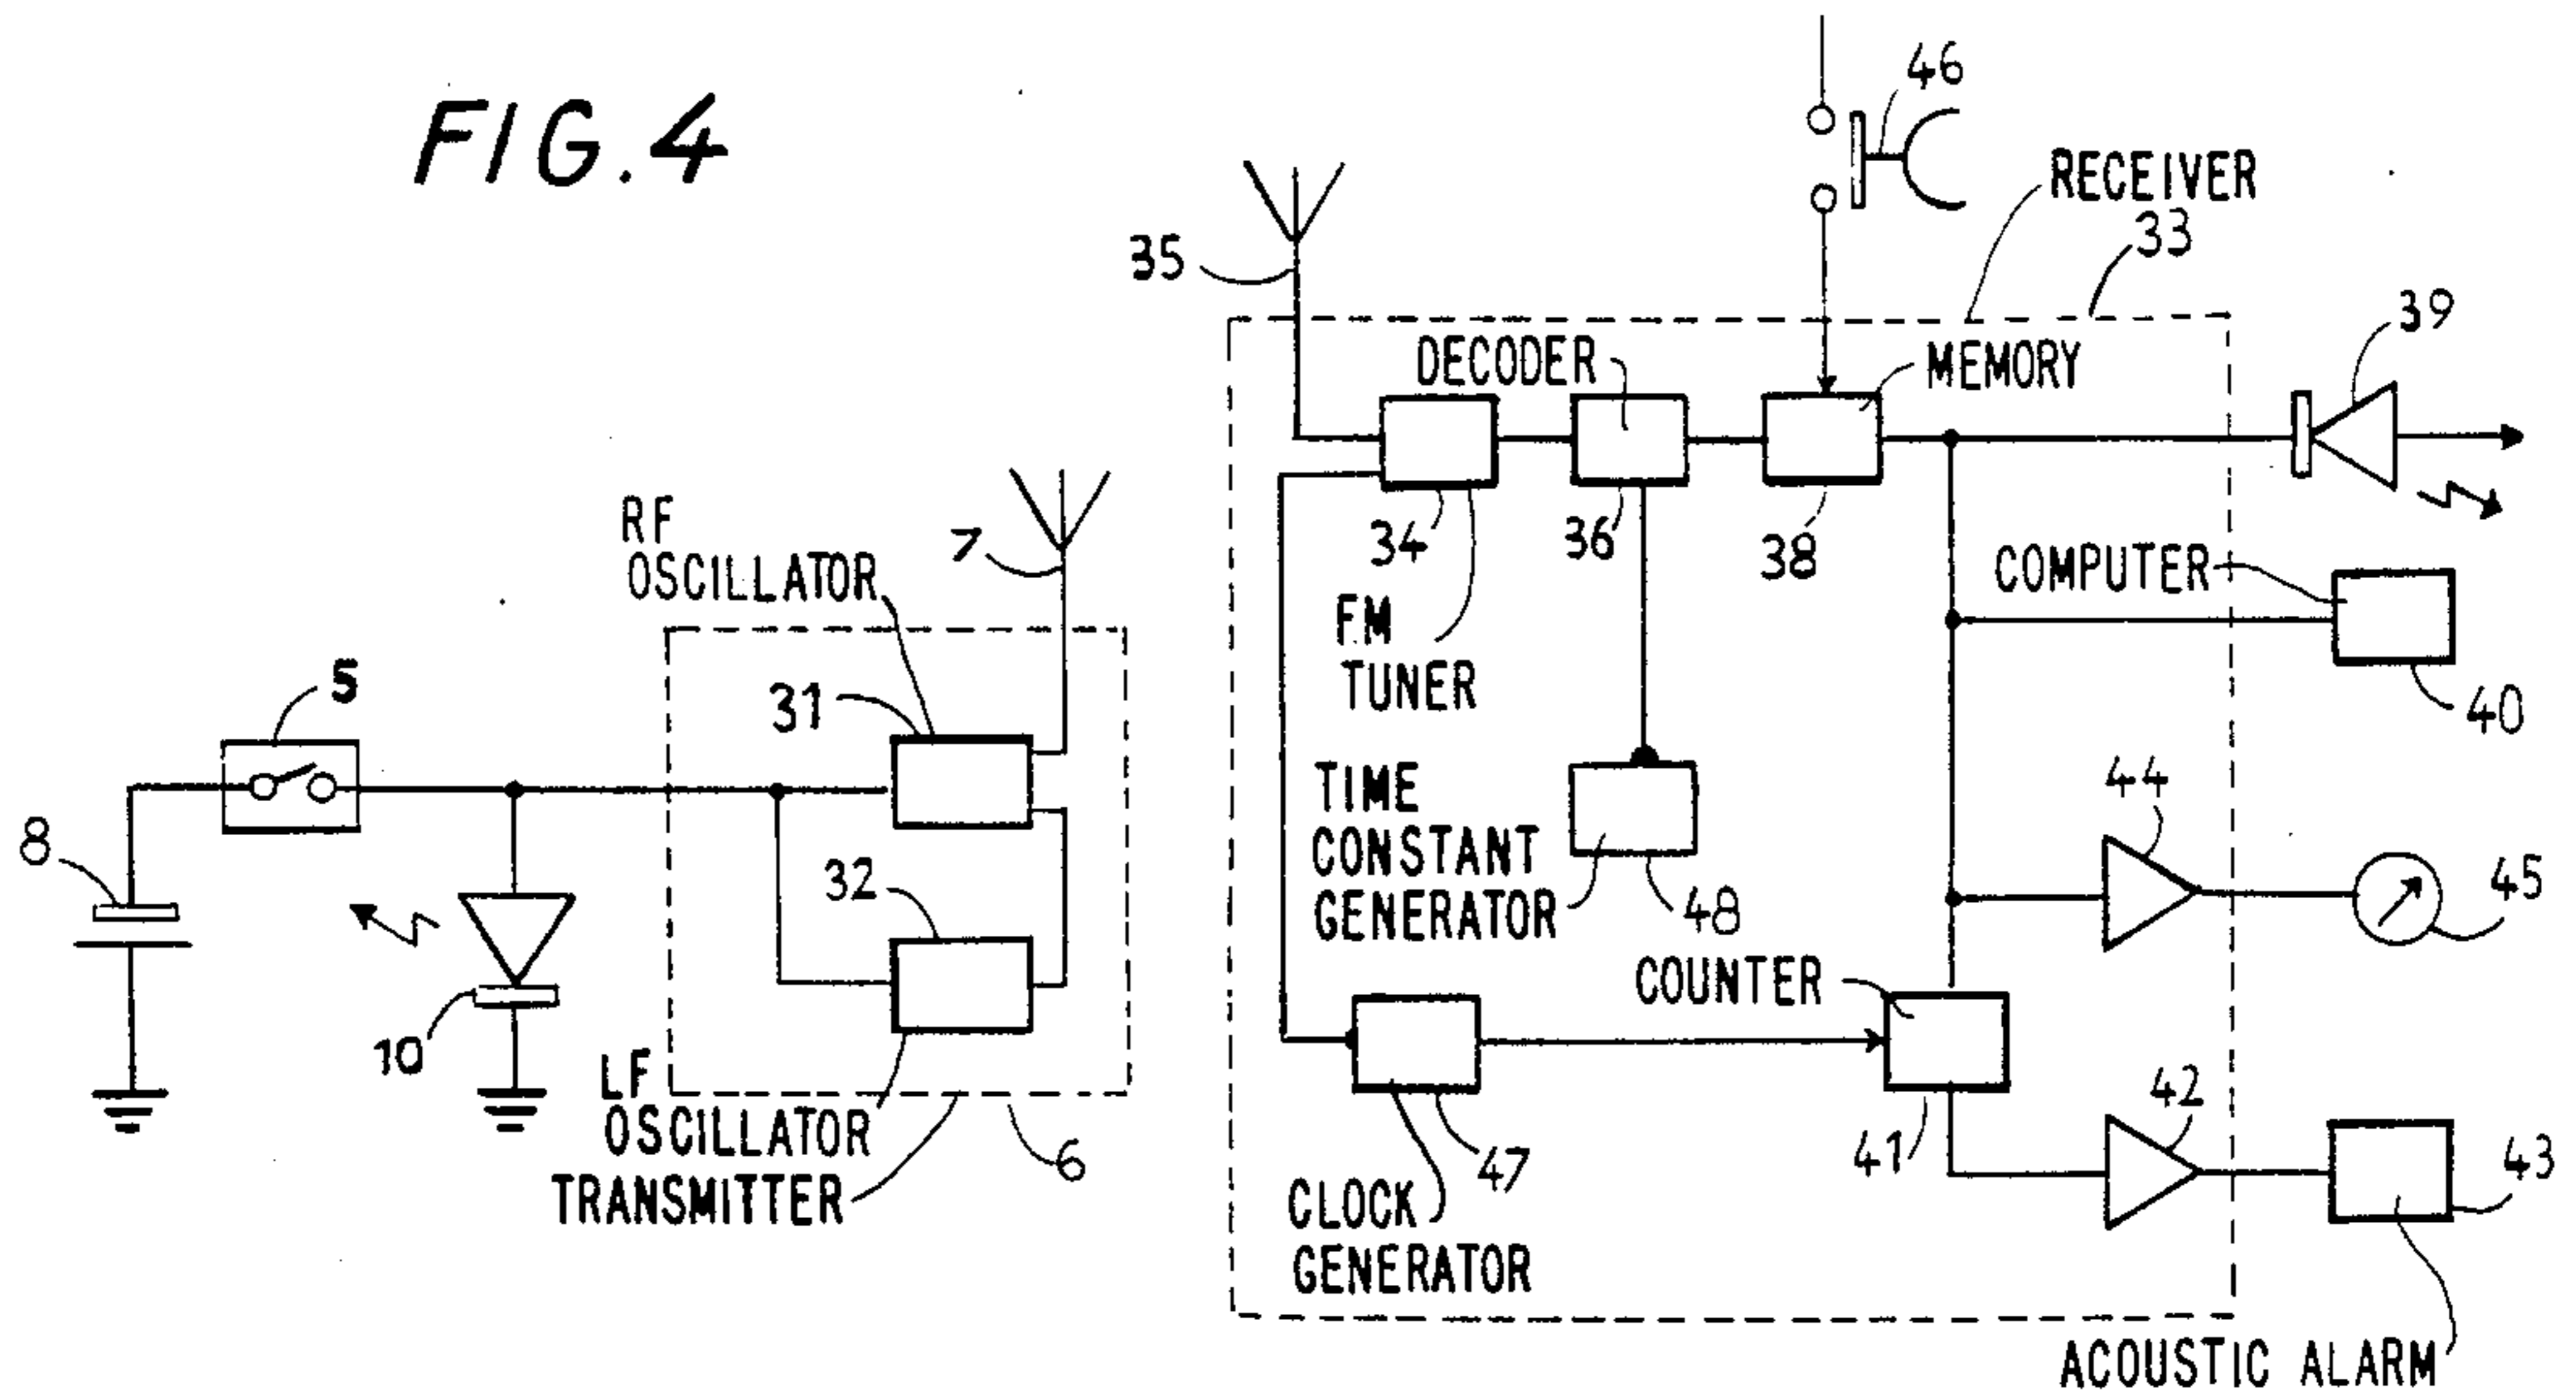 FIG.4
46
RECEIVER
33
35
39
DECODER
MEMORY
34
36
38
RF
OSCILLATOR
7
COMPUTER
FM
TUNER
40
5
31
TIME
CONSTANT
GENERATOR
48
44
8
32
45
COUNTER
10
LF
OSCILLATOR
TRANSMITTER
6
41
42
47
43
CLOCK
GENERATOR
ACOUSTIC ALARM